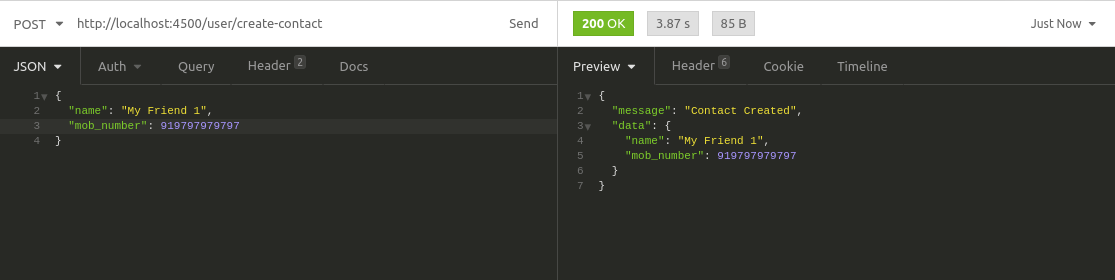 POST http://localhost:4500/user/create-contact Send
200 OK 3.87 s 85 B Just Now
JSON Auth Query Header 2 Docs
1 {
2 "name": "My Friend 1",
3 "mob_number": 919797979797
4 }
Preview Header 6 Cookie Timeline
1 {
2 "message": "Contact Created",
3 "data": {
4 "name": "My Friend 1",
5 "mob_number": 919797979797
6 }
7 }